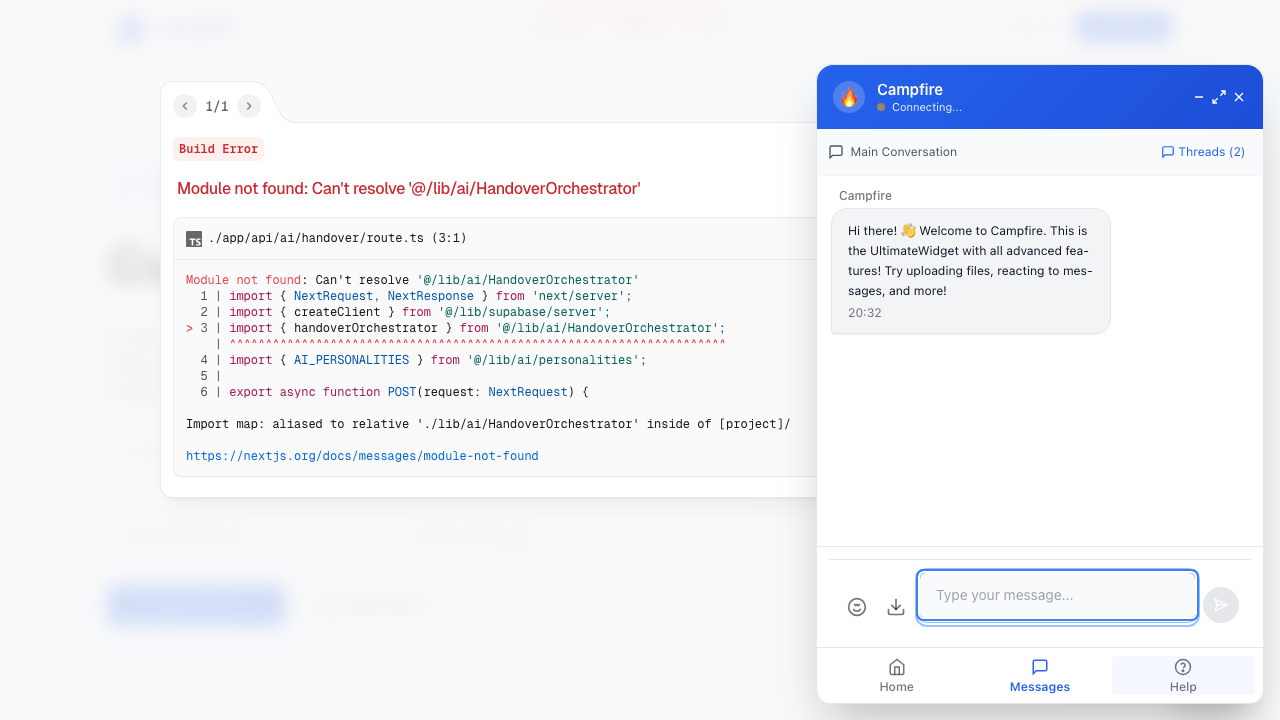 1/1
Build Error
Module not found: Can't resolve '@/lib/ai/HandoverOrchestrator'
TS ./app/api/ai/handover/route.ts (3:1)
Module not found: Can't resolve '@/lib/ai/HandoverOrchestrator'
1 | import { NextRequest, NextResponse } from 'next/server';
2 | import { createClient } from '@/lib/supabase/server';
> 3 | import { handoverOrchestrator } from '@/lib/ai/HandoverOrchestrator';
| ^^^^^^^^^^^^^^^^^^^^^^^^^^^^^^^^^^^^^^^^^^^^^^^^^^^^^^^^^^^^^^^^^^^^^
4 | import { AI_PERSONALITIES } from '@/lib/ai/personalities';
5 |
6 | export async function POST(request: NextRequest) {
Import map: aliased to relative './lib/ai/HandoverOrchestrator' inside of [project]/
https://nextjs.org/docs/messages/module-not-found
Campfire
Connecting...
Main Conversation
Threads (2)
Campfire
Hi there! 👋 Welcome to Campfire. This is
the UltimateWidget with all advanced fea-
tures! Try uploading files, reacting to mes-
sages, and more!
20:32
Type your message...
Home
Messages
Help